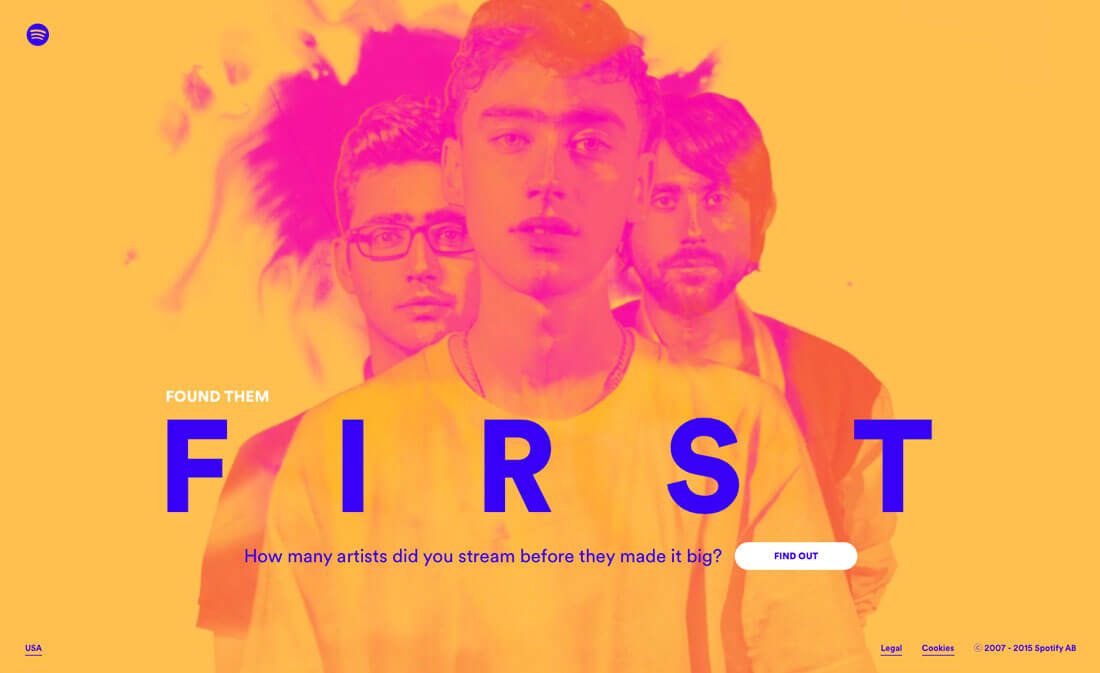 FOUND THEM
FIRST
How many artists did you stream before they made it big? FIND OUT
USA Legal Cookies © 2007 - 2015 Spotify AB